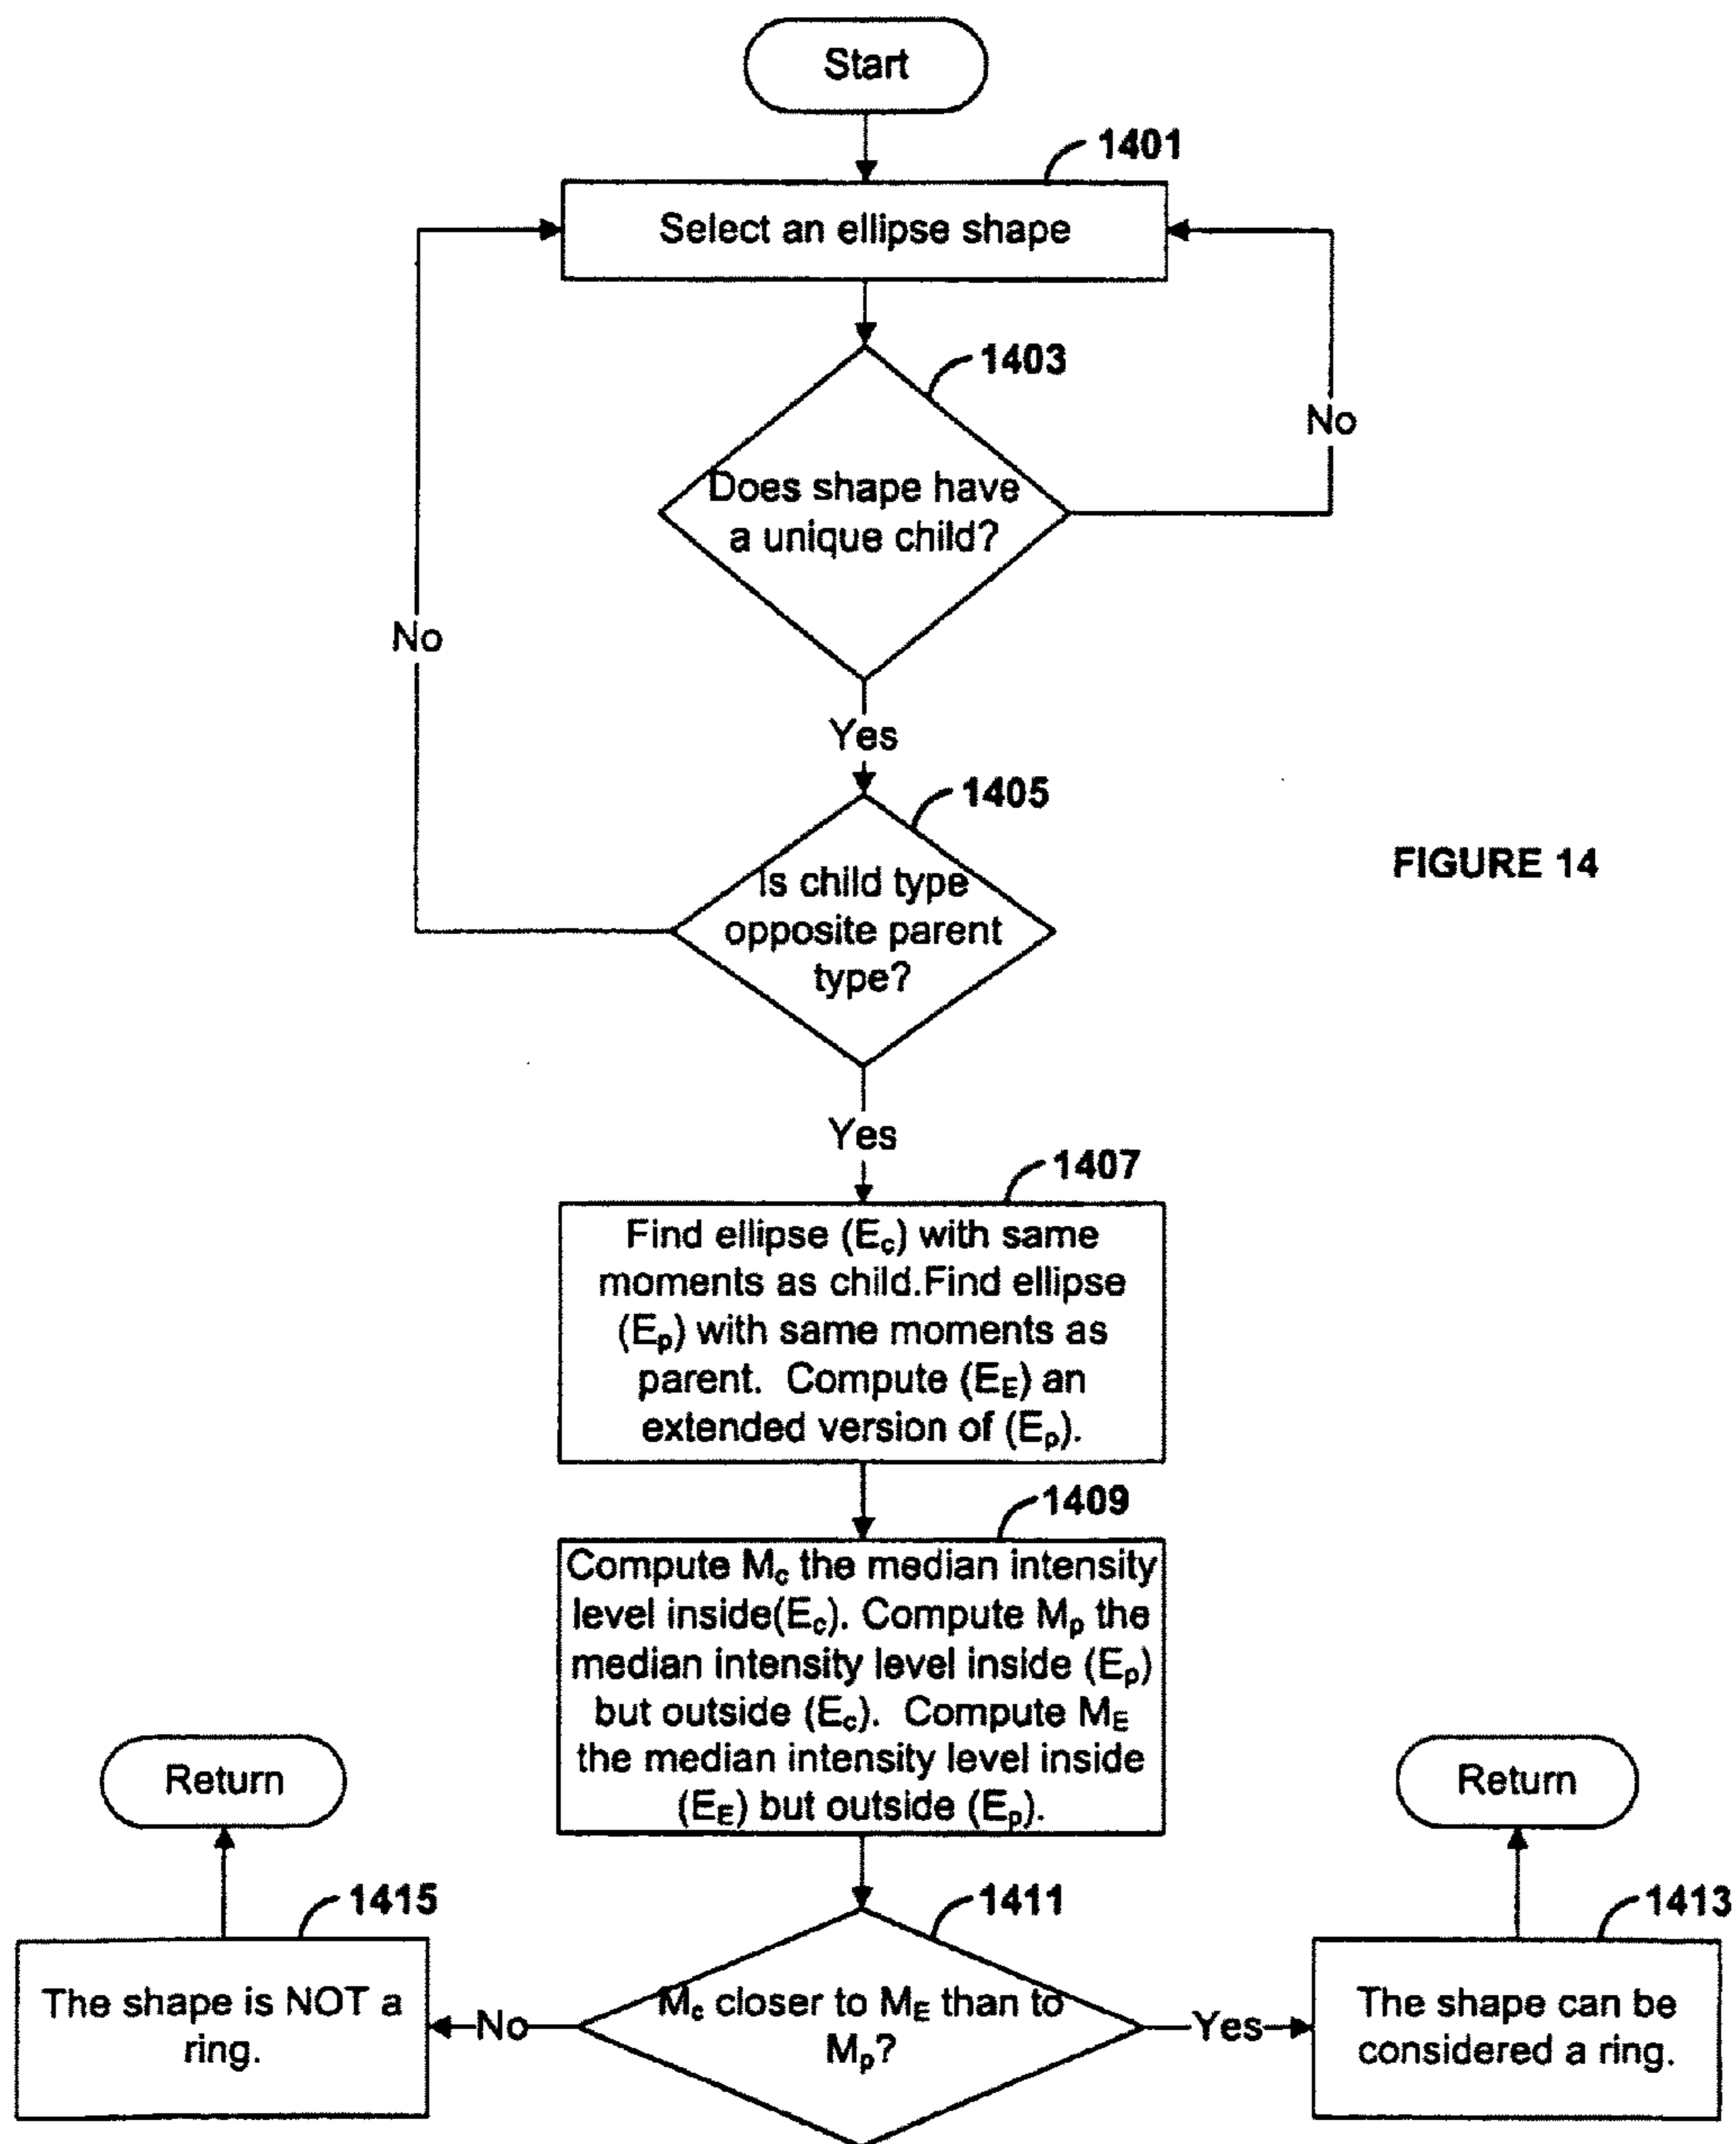 Start
1401
Select an ellipse shape
1403
Does shape have
a unique child?
No
No
Yes
1405
Is child type
opposite parent
type?
FIGURE 14
Yes
1407
Find ellipse (Ec) with same
moments as child.Find ellipse
(Ep) with same moments as
parent. Compute (EE) an
extended version of (Ep).
1409
Compute Mc the median intensity
level inside(Ec). Compute Mp the
median intensity level inside (Ep)
but outside (Ec). Compute ME
the median intensity level inside
(EE) but outside (Ep).
Return
Return
1415
1411
1413
The shape is NOT a
ring.
No
Mc closer to ME than to
Mp?
Yes
The shape can be
considered a ring.